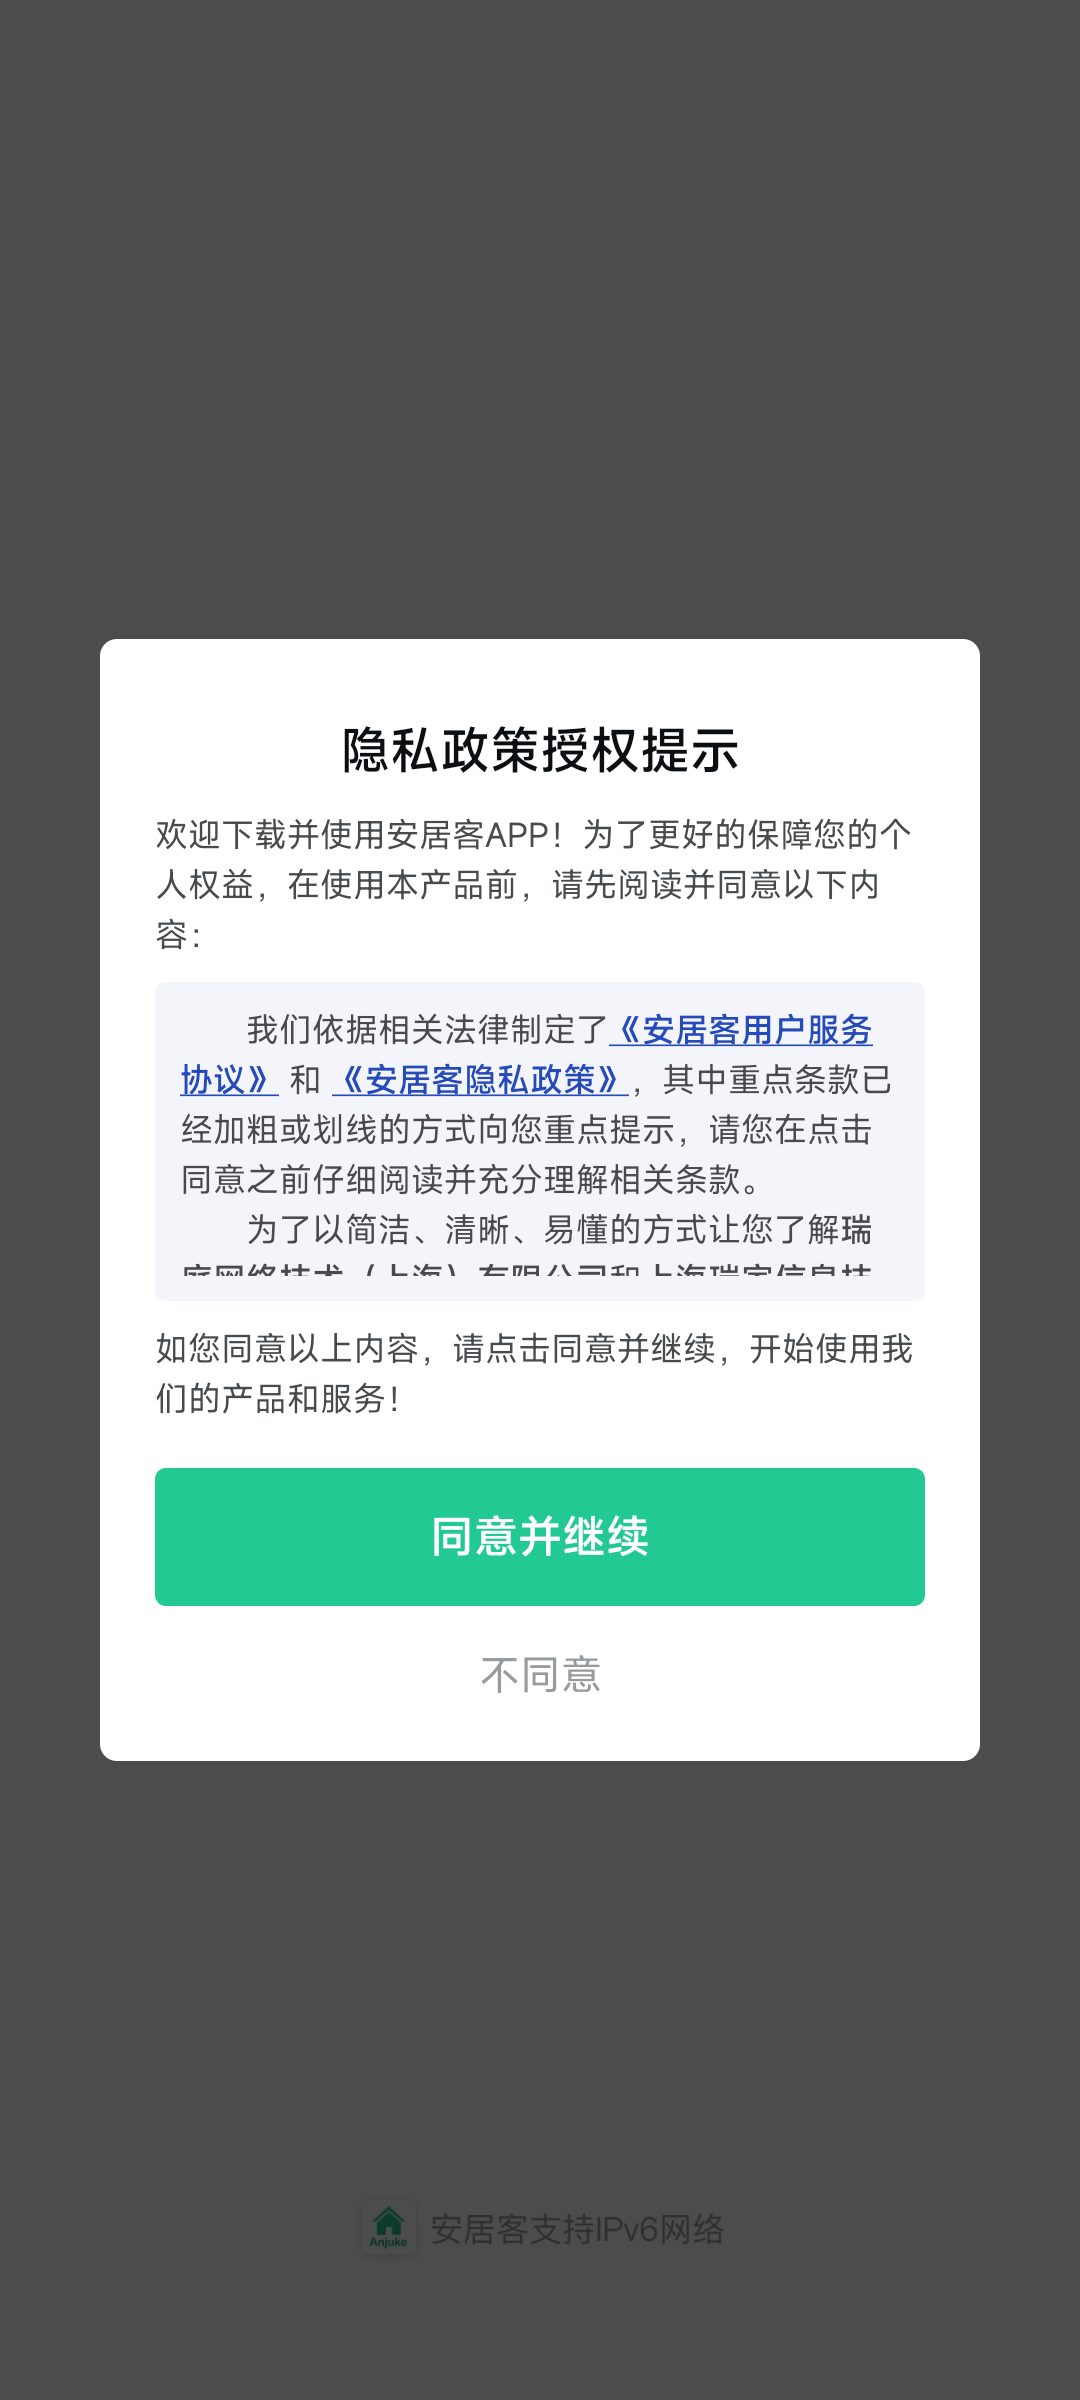 隐私政策授权提示
欢迎下载并使用安居客APP！为了更好的保障您的个
人权益，在使用本产品前，请先阅读并同意以下内
容：
我们依据相关法律制定了《安居客用户服务
协议》 和 《安居客隐私政策》，其中重点条款已
经加粗或划线的方式向您重点提示，请您在点击
同意之前仔细阅读并充分理解相关条款。
为了以简洁、清晰、易懂的方式让您了解瑞
如您同意以上内容，请点击同意并继续，开始使用我
们的产品和服务！
同意并继续
不同意
Anjuke
安居客支持IPv6网络